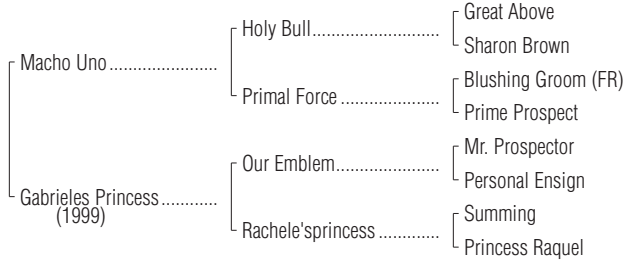 Great Above
Holy Bull
Sharon Brown
Macho Uno
Blushing Groom (FR)
Primal Force
Prime Prospect
Mr. Prospector
Our Emblem
Personal Ensign
Gabrieles Princess
(1999)
Summing
Rachele'sprincess
Princess Raquel